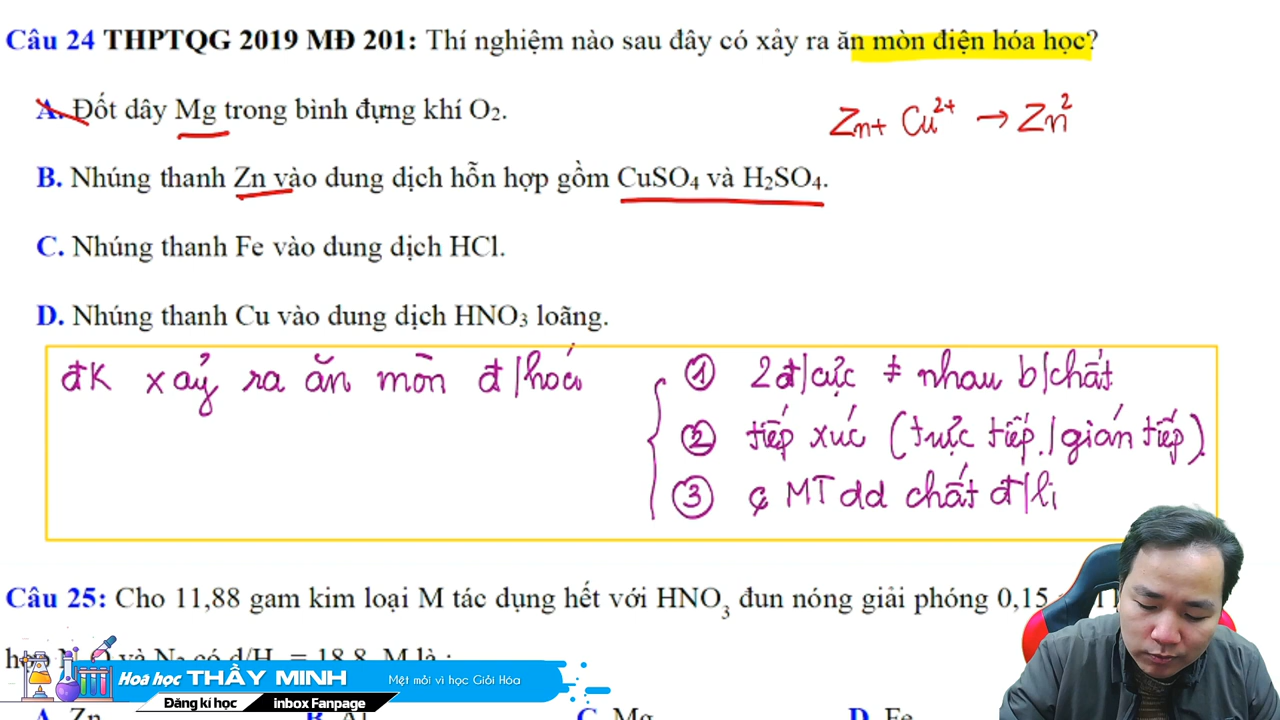 Câu 24 THPTQG 2019 MĐ 201: Thí nghiệm nào sau đây có xảy ra ăn mòn điện hóa học?
A. Đốt dây Mg trong bình đựng khí O₂.
Zn + Cu²⁺ → Zn²
B. Nhúng thanh Zn vào dung dịch hỗn hợp gồm CuSO₄ và H₂SO₄.
C. Nhúng thanh Fe vào dung dịch HCl.
D. Nhúng thanh Cu vào dung dịch HNO₃ loãng.
đK xảy ra ăn mòn đ/hoá
① 2đ/cực ≠ nhau b/chất
② tiếp xúc (trực tiếp./gián tiếp)
③ MT dd chất đ/li
Câu 25: Cho 11,88 gam kim loại M tác dụng hết với HNO₃ đun nóng giải phóng 0,15
và N₂ có d/H = 18,8. M là :
Hoá học THẦY MINH
Mệt mỏi vì học Giỏi Hóa
Đăng kí học inbox Fanpage
A. Zn B. Al C. Mg D. Fe